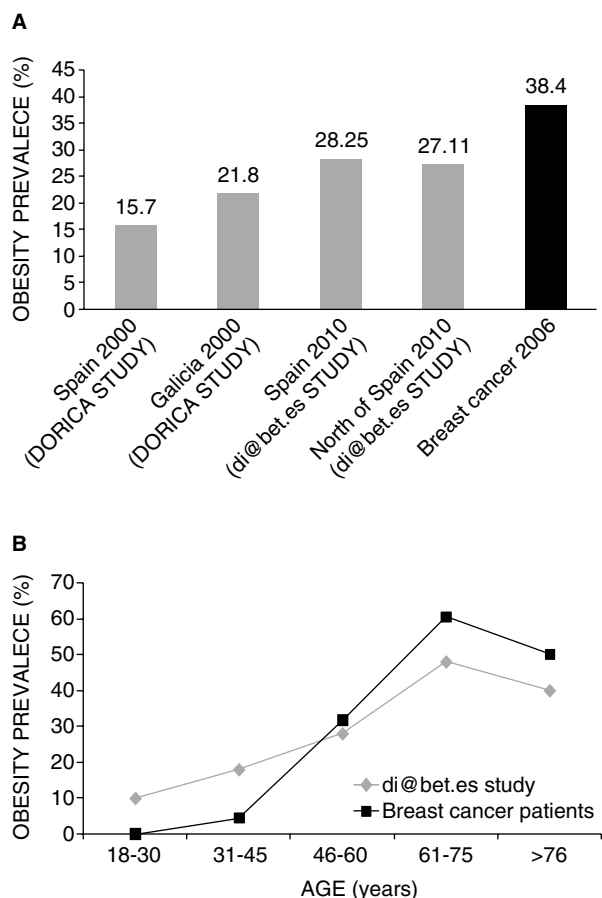 A
OBESITY PREVALECE (%)
45
40
35
30
25
20
15
10
5
0
15.7
21.8
28.25
27.11
38.4
Spain 2000
(DORICA STUDY)
Galicia 2000
(DORICA STUDY)
Spain 2010
(di@bet.es STUDY)
North of Spain 2010
(di@bet.es STUDY)
Breast cancer 2006
B
OBESITY PREVALECE (%)
70
60
50
40
30
20
10
0
di@bet.es study
Breast cancer patients
18-30
31-45
46-60
61-75
>76
AGE (years)